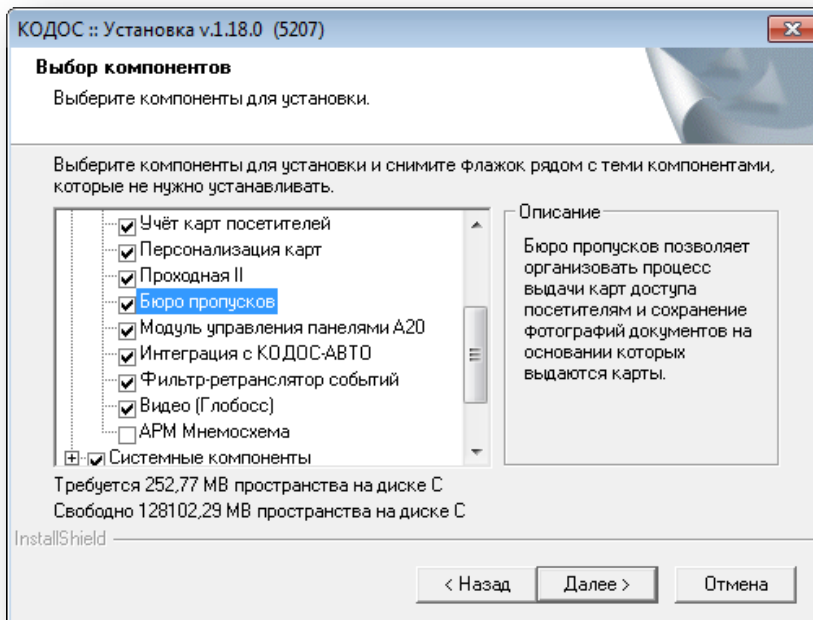 КОДОС :: Установка v.1.18.0 (5207)
Выбор компонентов
Выберите компоненты для установки.
Выберите компоненты для установки и снимите флажок рядом с теми компонентами,
которые не нужно устанавливать.
Учёт карт посетителей
Персонализация карт
Проходная II
Бюро пропусков
Модуль управления панелями А20
Интеграция с КОДОС-АВТО
Фильтр-ретранслятор событий
Видео (Глобосс)
АРМ Мнемосхема
Системные компоненты
Описание
Бюро пропусков позволяет
организовать процесс
выдачи карт доступа
посетителям и сохранение
фотографий документов на
основании которых
выдаются карты.
Требуется 252,77 MB пространства на диске C
Свободно 128102,29 MB пространства на диске C
InstallShield
< Назад
Далее >
Отмена